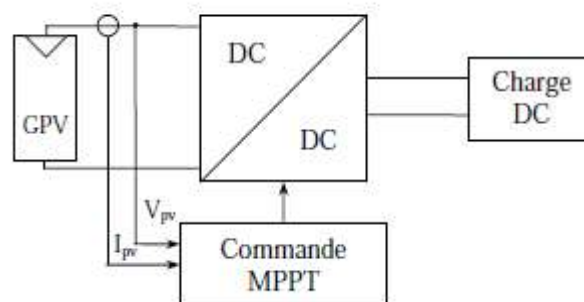 DC
GPV
DC
Charge
DC
Vpv
Ipv
Commande
MPPT